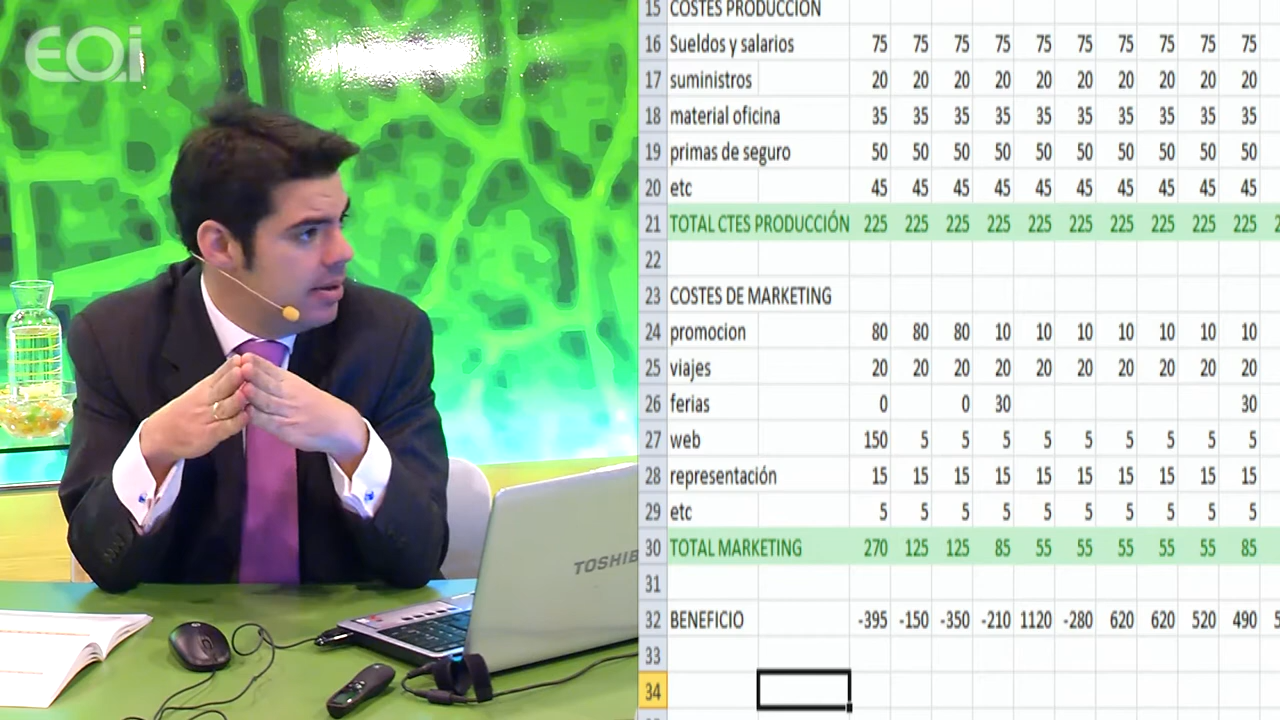 EOi
TOSHIB
15 COSTES PRODUCCIÓN
16 Sueldos y salarios 75 75 75 75 75 75 75 75 75 75
17 suministros 20 20 20 20 20 20 20 20 20 20
18 material oficina 35 35 35 35 35 35 35 35 35 35
19 primas de seguro 50 50 50 50 50 50 50 50 50 50
20 etc 45 45 45 45 45 45 45 45 45 45
21 TOTAL CTES PRODUCCIÓN 225 225 225 225 225 225 225 225 225 225 2
22
23 COSTES DE MARKETING
24 promocion 80 80 80 10 10 10 10 10 10 10
25 viajes 20 20 20 20 20 20 20 20 20 20
26 ferias 0 0 30 30
27 web 150 5 5 5 5 5 5 5 5 5
28 representación 15 15 15 15 15 15 15 15 15 15
29 etc 5 5 5 5 5 5 5 5 5 5
30 TOTAL MARKETING 270 125 125 85 55 55 55 55 55 85
31
32 BENEFICIO -395 -150 -350 -210 1120 -280 620 620 520 490 5
33
34